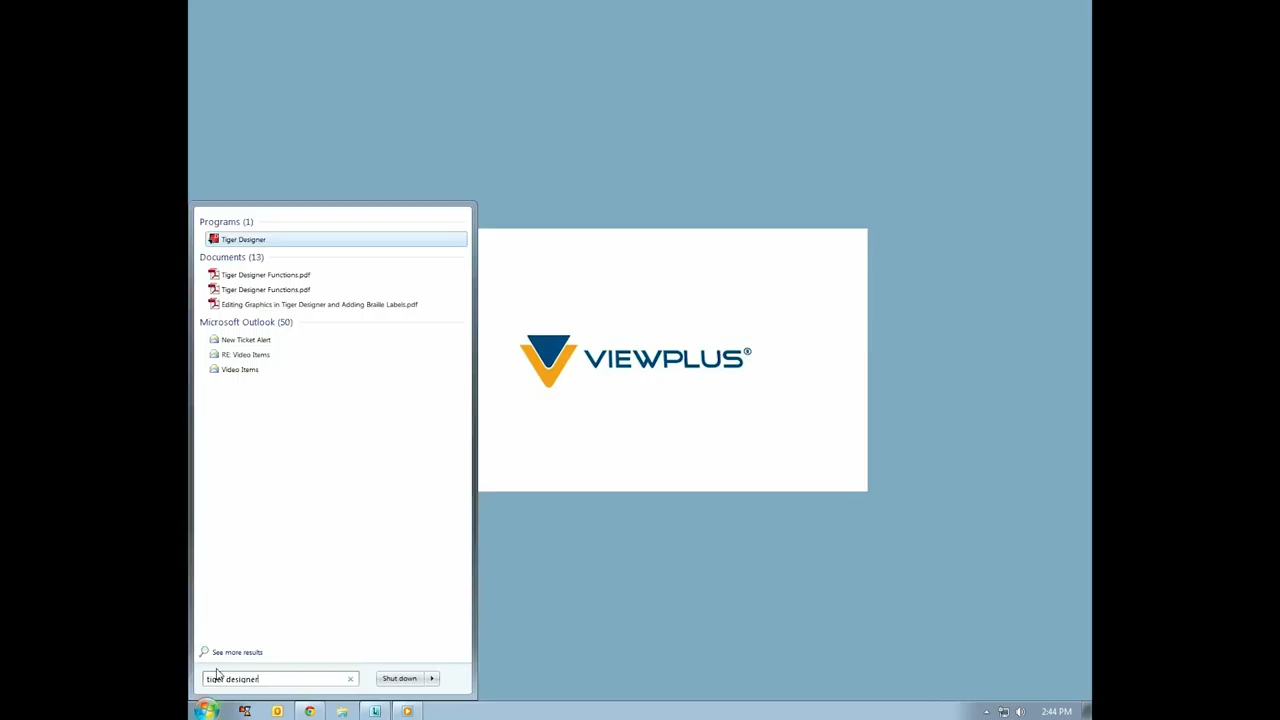 Programs (1)
Tiger Designer
Documents (13)
Tiger Designer Functions.pdf
Tiger Designer Functions.pdf
Editing Graphics in Tiger Designer and Adding Braille Labels.pdf
Microsoft Outlook (50)
New Ticket Alert
RE: Video Items
Video Items
VIEWPLUS®
See more results
tiger designer
Shut down
2:44 PM